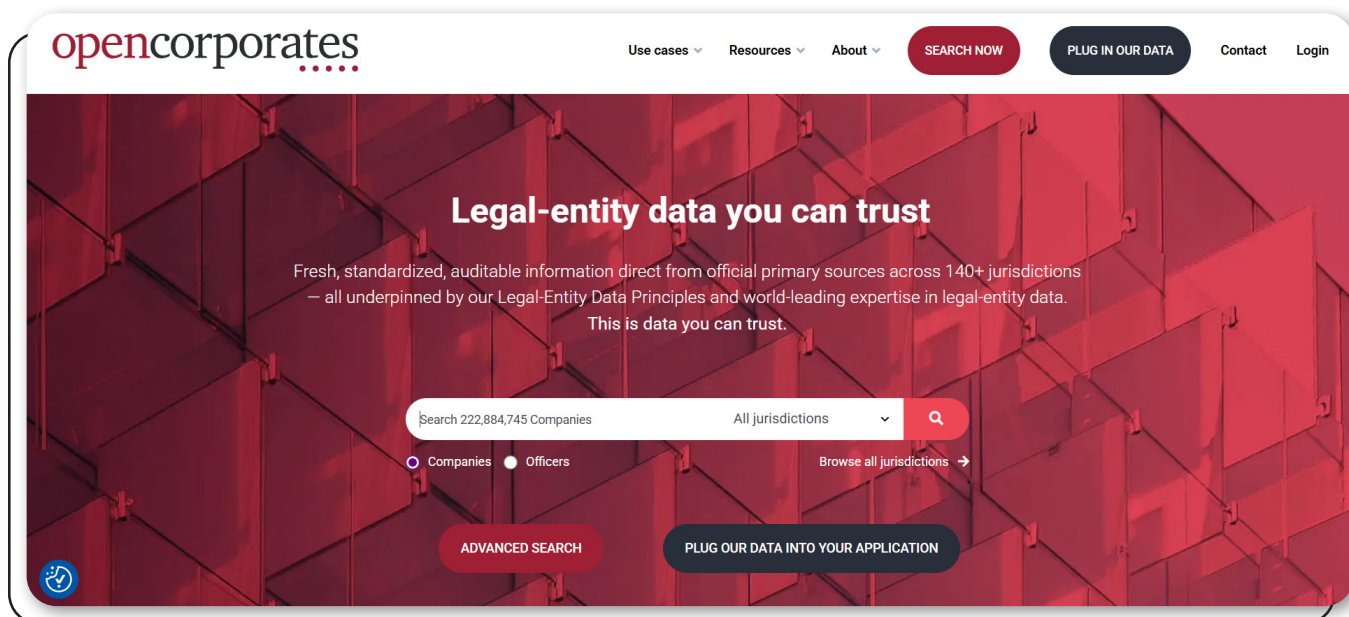 opencorporates
Use cases
Resources
About
SEARCH NOW
PLUG IN OUR DATA
Contact
Login
Legal-entity data you can trust
Fresh, standardized, auditable information direct from official primary sources across 140+ jurisdictions
— all underpinned by our Legal-Entity Data Principles and world-leading expertise in legal-entity data.
This is data you can trust.
Search 222,884,745 Companies
All jurisdictions
Companies
Officers
Browse all jurisdictions →
ADVANCED SEARCH
PLUG OUR DATA INTO YOUR APPLICATION